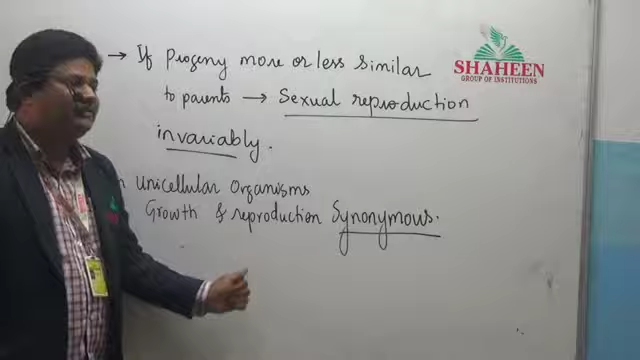 → If Progeny more or less similar
to parents → Sexual reproduction
invariably.
Unicellular Organisms
Growth & reproduction Synonymous.
SHAHEEN
GROUP OF INSTITUTIONS